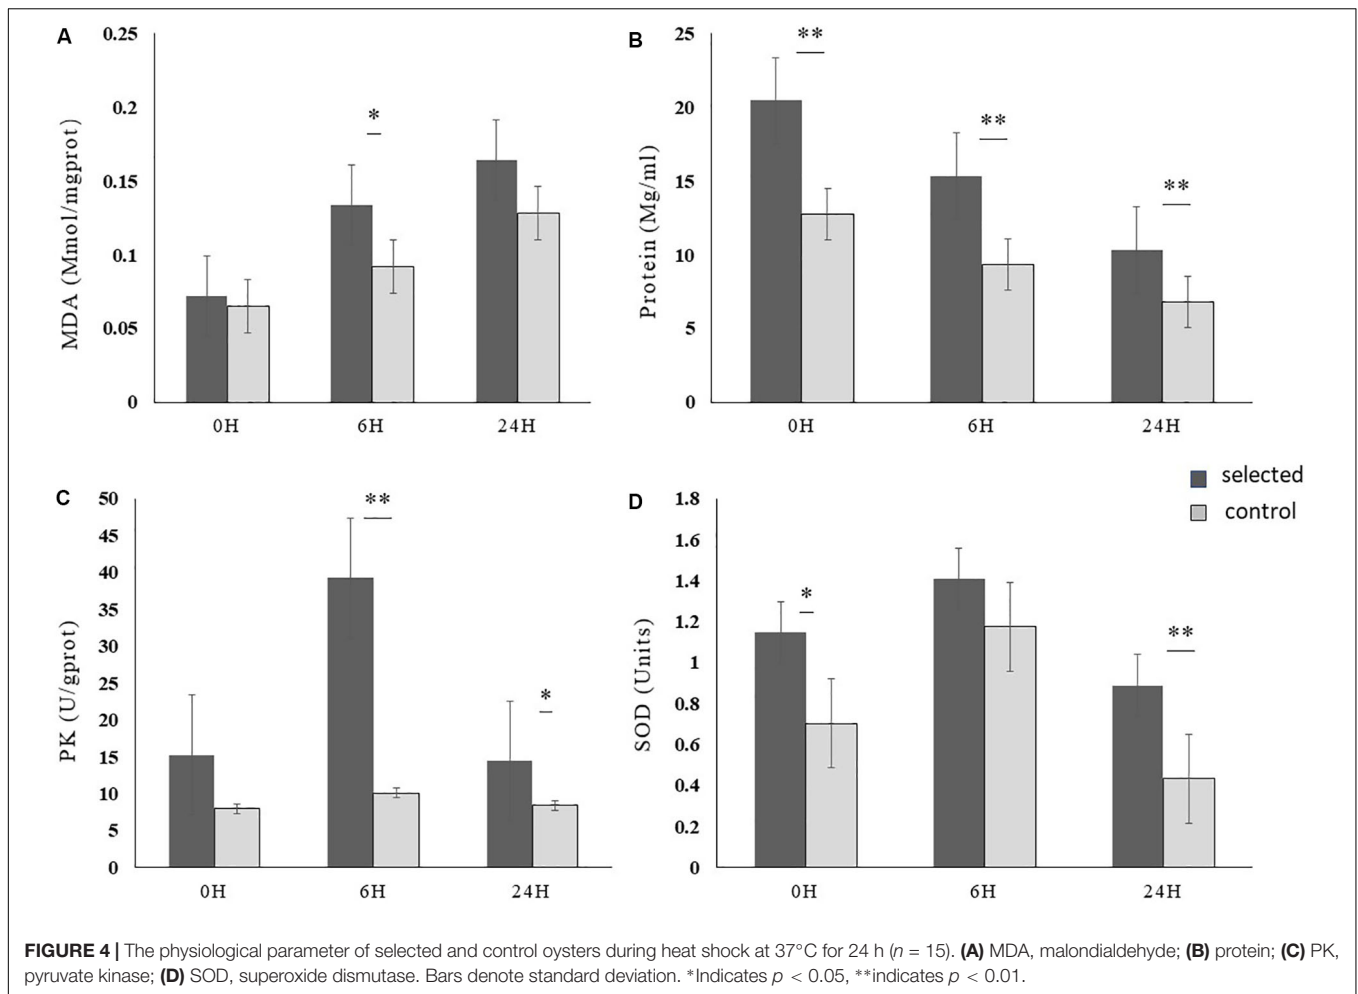 A
0.25
0.2
0.15
0.1
0.05
0
MDA (Mmol/mgprot)
*
0H 6H 24H
B
25
20
15
10
5
0
Protein (Mg/ml)
**
**
**
0H 6H 24H
selected
control
C
50
45
40
35
30
25
20
15
10
5
0
PK (U/gprot)
**
*
0H 6H 24H
D
1.8
1.6
1.4
1.2
1
0.8
0.6
0.4
0.2
0
SOD (Units)
*
**
0H 6H 24H
FIGURE 4 | The physiological parameter of selected and control oysters during heat shock at 37°C for 24 h (n = 15). (A) MDA, malondialdehyde; (B) protein; (C) PK,
pyruvate kinase; (D) SOD, superoxide dismutase. Bars denote standard deviation. *Indicates p < 0.05, **indicates p < 0.01.